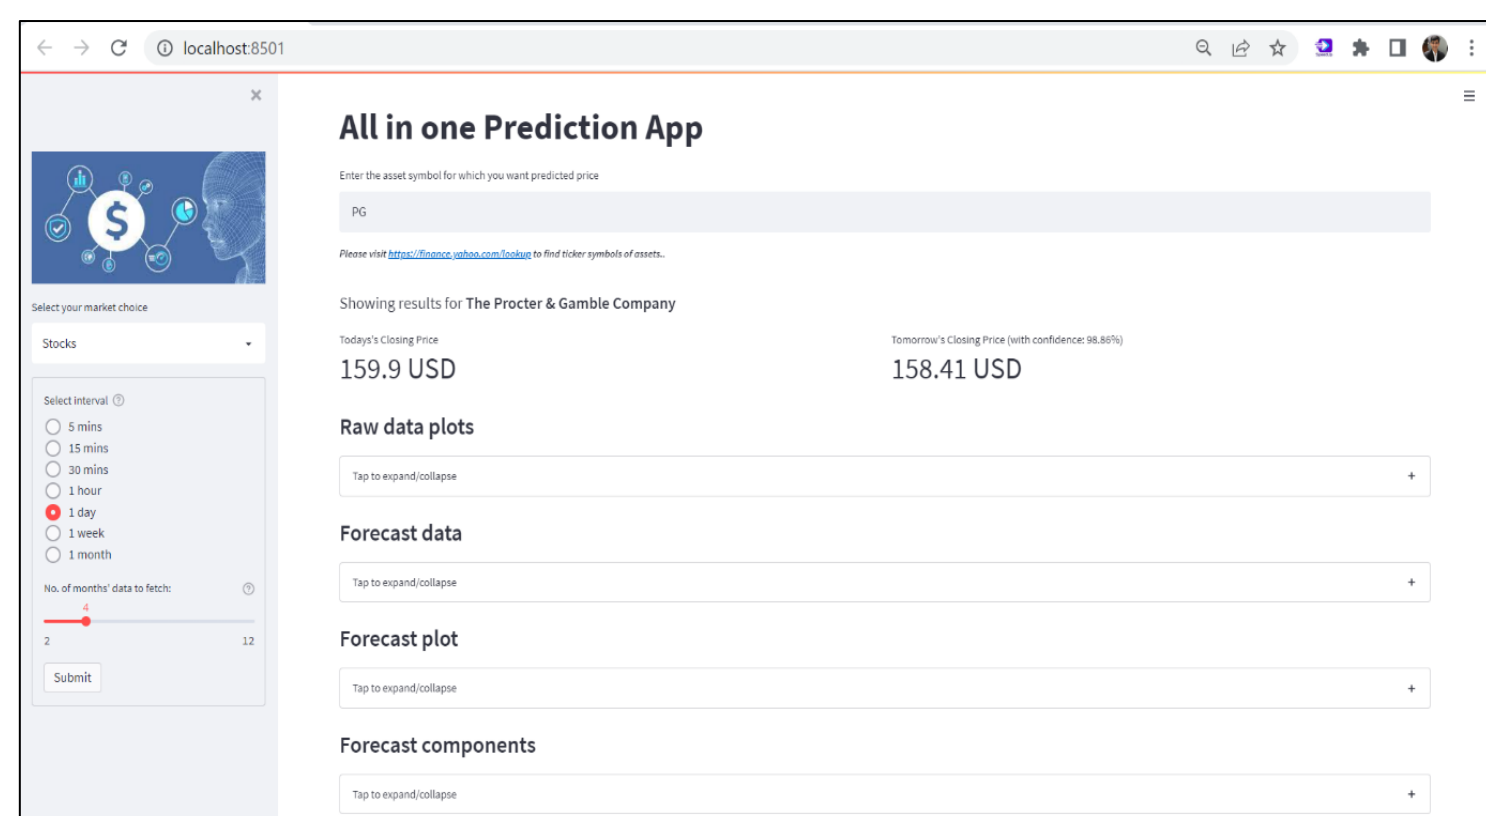 localhost:8501
All in one Prediction App
Enter the asset symbol for which you want predicted price
PG
Please visit https://finance.yahoo.com/lookup to find ticker symbols of assets..
Showing results for The Procter & Gamble Company
Todays's Closing Price
159.9 USD
Tomorrow's Closing Price (with confidence: 98.86%)
158.41 USD
Raw data plots
Tap to expand/collapse
Forecast data
Tap to expand/collapse
Forecast plot
Tap to expand/collapse
Forecast components
Tap to expand/collapse
Select your market choice
Stocks
Select interval
5 mins
15 mins
30 mins
1 hour
1 day
1 week
1 month
No. of months' data to fetch:
4
2 12
Submit